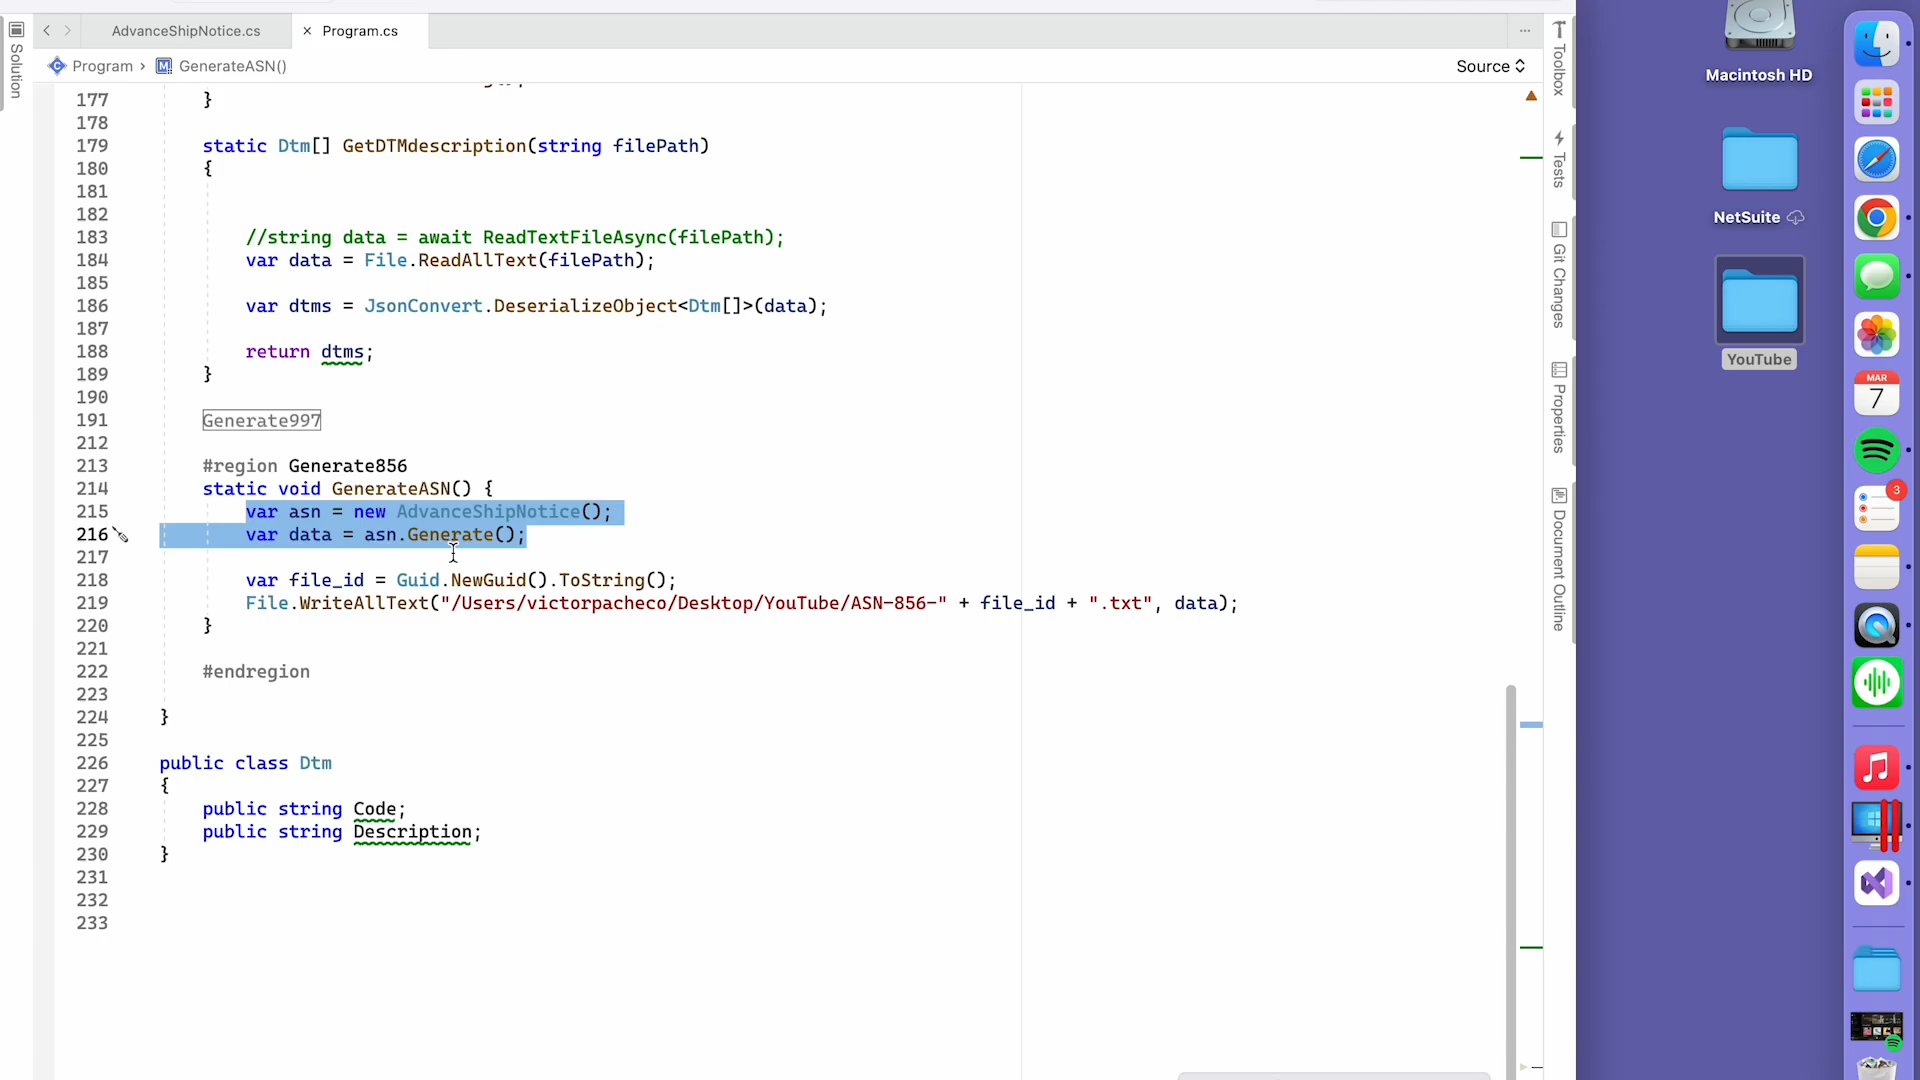 AdvanceShipNotice.cs
× Program.cs
...
Program › GenerateASN()
Source
Solution
Toolbox
Tests
Git Changes
Properties
Document Outline
177 }
178
179 static Dtm[] GetDTMdescription(string filePath)
180 {
181
182
183 //string data = await ReadTextFileAsync(filePath);
184 var data = File.ReadAllText(filePath);
185
186 var dtms = JsonConvert.DeserializeObject<Dtm[]>(data);
187
188 return dtms;
189 }
190
191 Generate997
212
213 #region Generate856
214 static void GenerateASN() {
215 var asn = new AdvanceShipNotice();
216 var data = asn.Generate();
217
218 var file_id = Guid.NewGuid().ToString();
219 File.WriteAllText("/Users/victorpacheco/Desktop/YouTube/ASN-856-" + file_id + ".txt", data);
220 }
221
222 #endregion
223
224 }
225
226 public class Dtm
227 {
228 public string Code;
229 public string Description;
230 }
231
232
233
Macintosh HD
NetSuite
YouTube
MAR
7
3